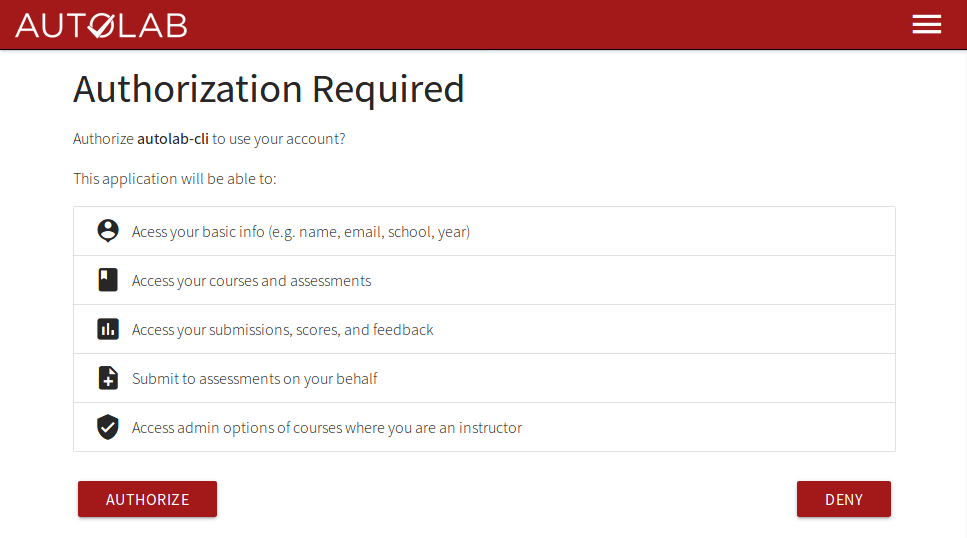 AUTOLAB
Authorization Required
Authorize autolab-cli to use your account?
This application will be able to:
Acess your basic info (e.g. name, email, school, year)
Access your courses and assessments
Access your submissions, scores, and feedback
Submit to assessments on your behalf
Access admin options of courses where you are an instructor
AUTHORIZE
DENY